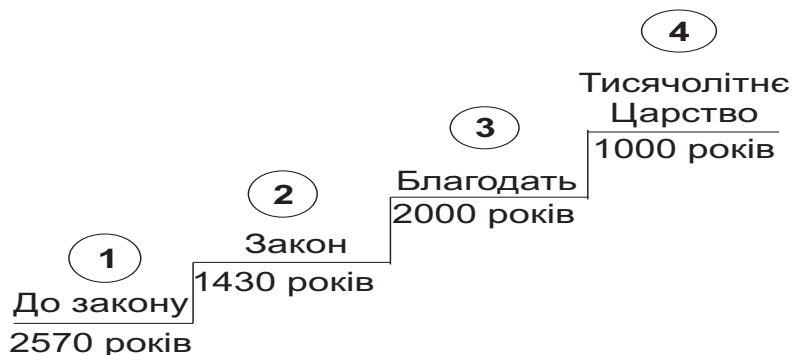 1
До закону
2570 років
2
Закон
1430 років
3
Благодать
2000 років
4
Тисячолітнє
Царство
1000 років